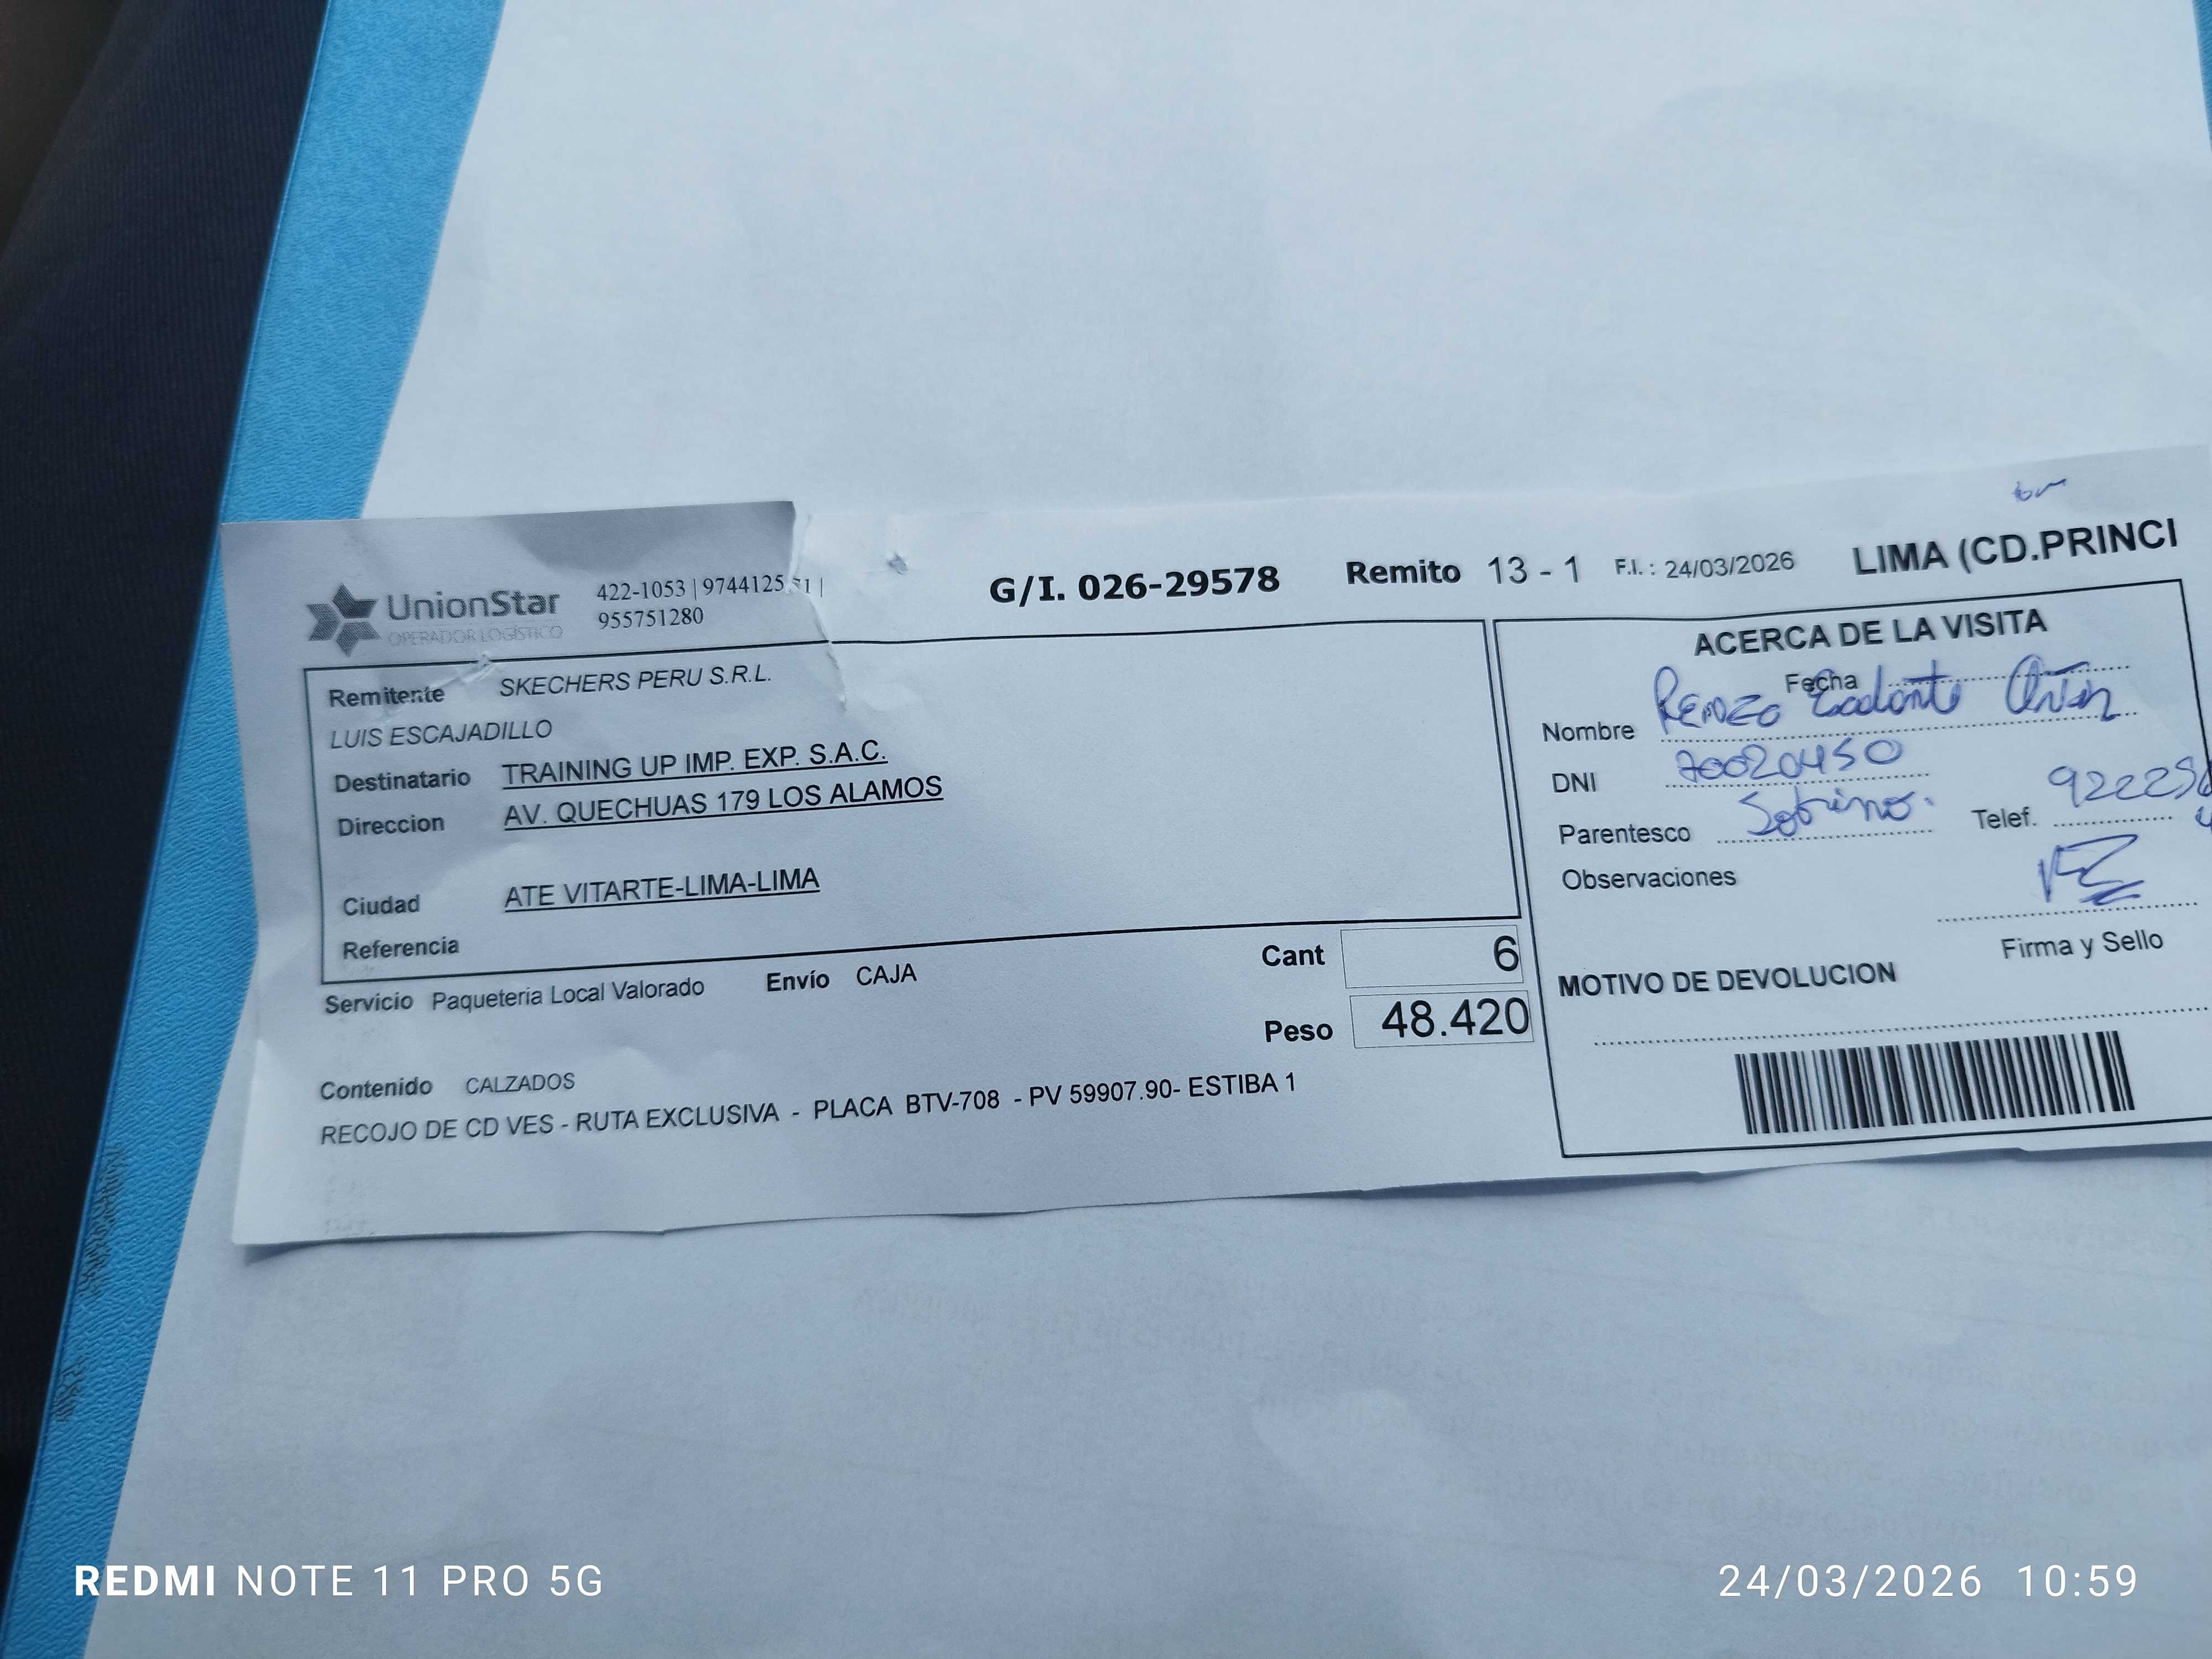 UnionStar
OPERADOR LOGÍSTICO
422-1053 | 9744125 71 |
955751280
G/I. 026-29578 Remito 13 - 1 F.I. : 24/03/2026 LIMA (CD.PRINCI
Remitente SKECHERS PERU S.R.L.
LUIS ESCAJADILLO
Destinatario TRAINING UP IMP. EXP. S.A.C.
Direccion AV. QUECHUAS 179 LOS ALAMOS
Ciudad ATE VITARTE-LIMA-LIMA
Referencia
Servicio Paqueteria Local Valorado Envío CAJA
Cant 6
Peso 48.420
Contenido CALZADOS
RECOJO DE CD VES - RUTA EXCLUSIVA - PLACA BTV-708 - PV 59907.90- ESTIBA 1
ACERCA DE LA VISITA
Fecha
Nombre Renzo
DNI 70020450
Parentesco Sobrino. Telef. 92225
Observaciones
Firma y Sello
MOTIVO DE DEVOLUCION
REDMI NOTE 11 PRO 5G
24/03/2026 10:59